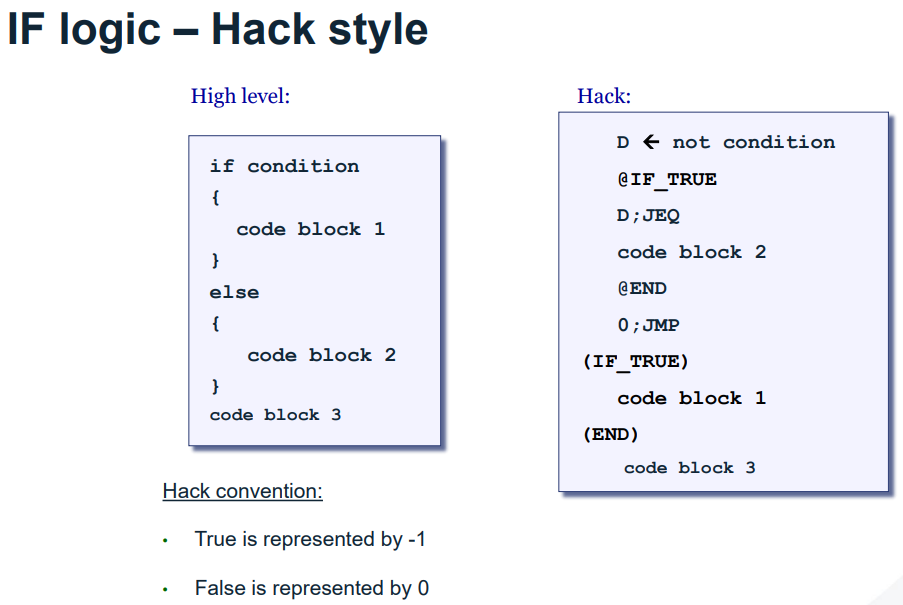 IF logic – Hack style
High level:
if condition
{
code block 1
}
else
{
code block 2
}
code block 3
Hack:
D ← not condition
@IF_TRUE
D;JEQ
code block 2
@END
0;JMP
(IF_TRUE)
code block 1
(END)
code block 3
Hack convention:
• True is represented by -1
• False is represented by 0